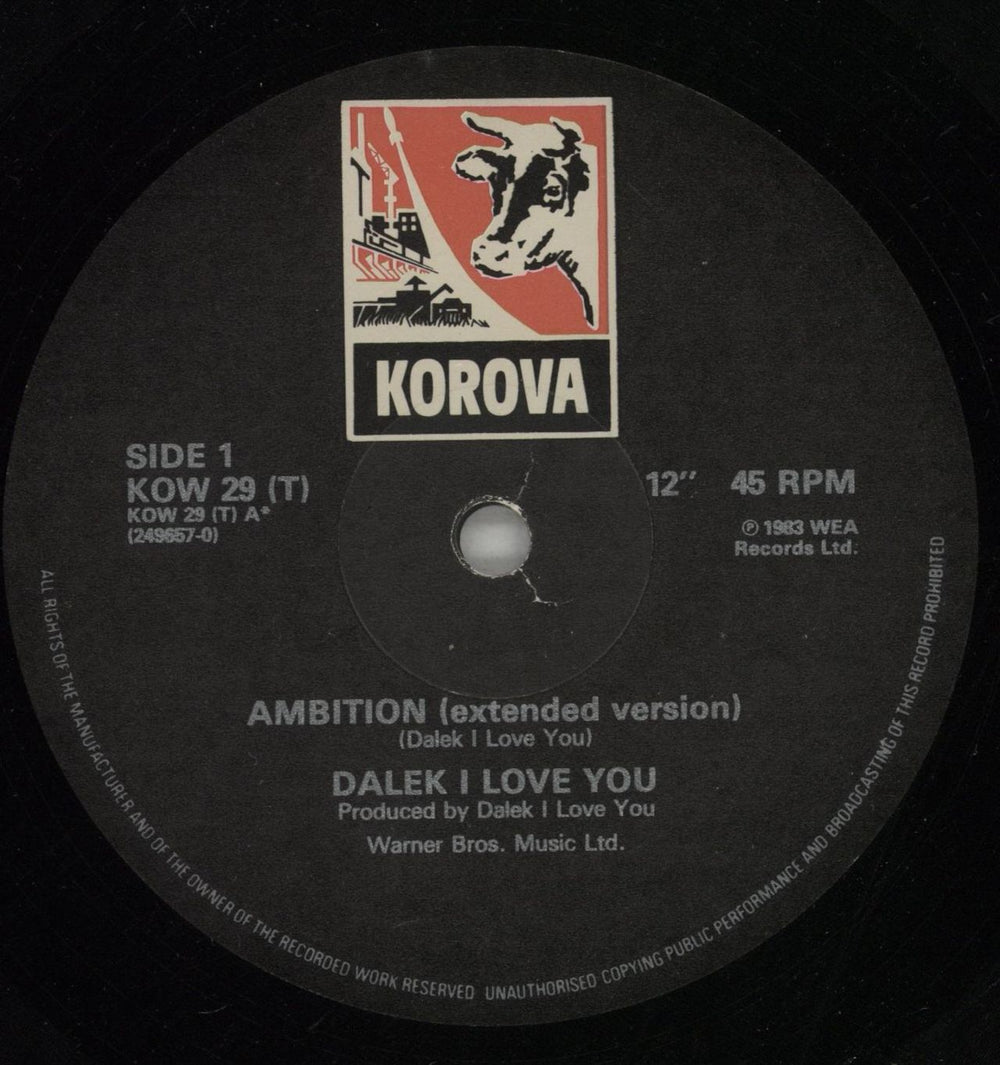 KOROVA
SIDE 1
KOW 29 (T)
KOW 29 (T) A*
(249657-0)
12" 45 RPM
℗ 1983 WEA
Records Ltd.
AMBITION (extended version)
(Dalek I Love You)
DALEK I LOVE YOU
Produced by Dalek I Love You
Warner Bros. Music Ltd.
ALL RIGHTS OF THE MANUFACTURER AND OF THE OWNER OF THE RECORDED WORK RESERVED UNAUTHORISED COPYING PUBLIC PERFORMANCE AND BROADCASTING OF THIS RECORD PROHIBITED